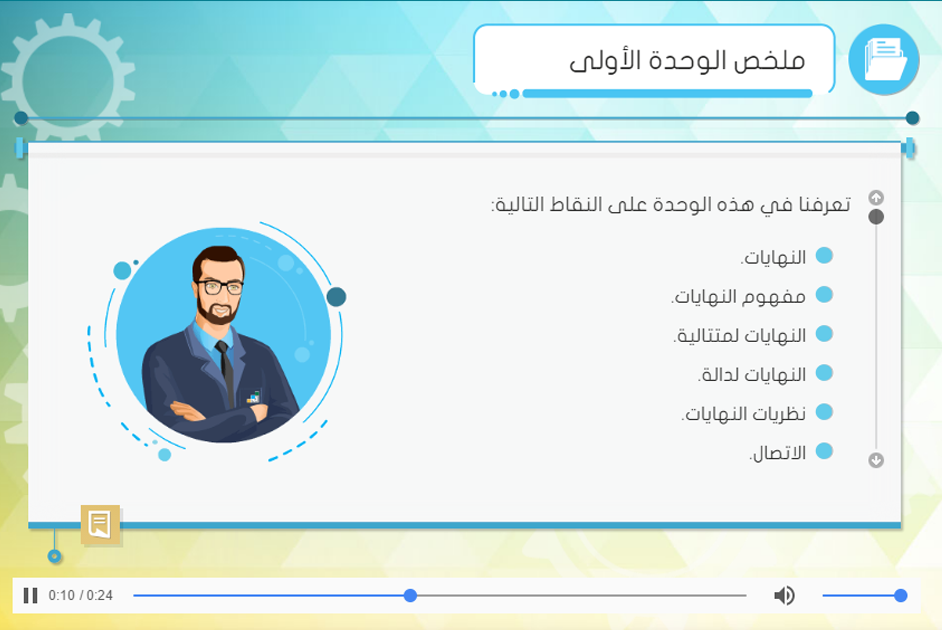 ملخص الوحدة الأولى
تعرفنا في هذه الوحدة على النقاط التالية:
النهايات.
مفهوم النهايات.
النهايات لمتتالية.
النهايات لدالة.
نظريات النهايات.
الاتصال.
0:10 / 0:24